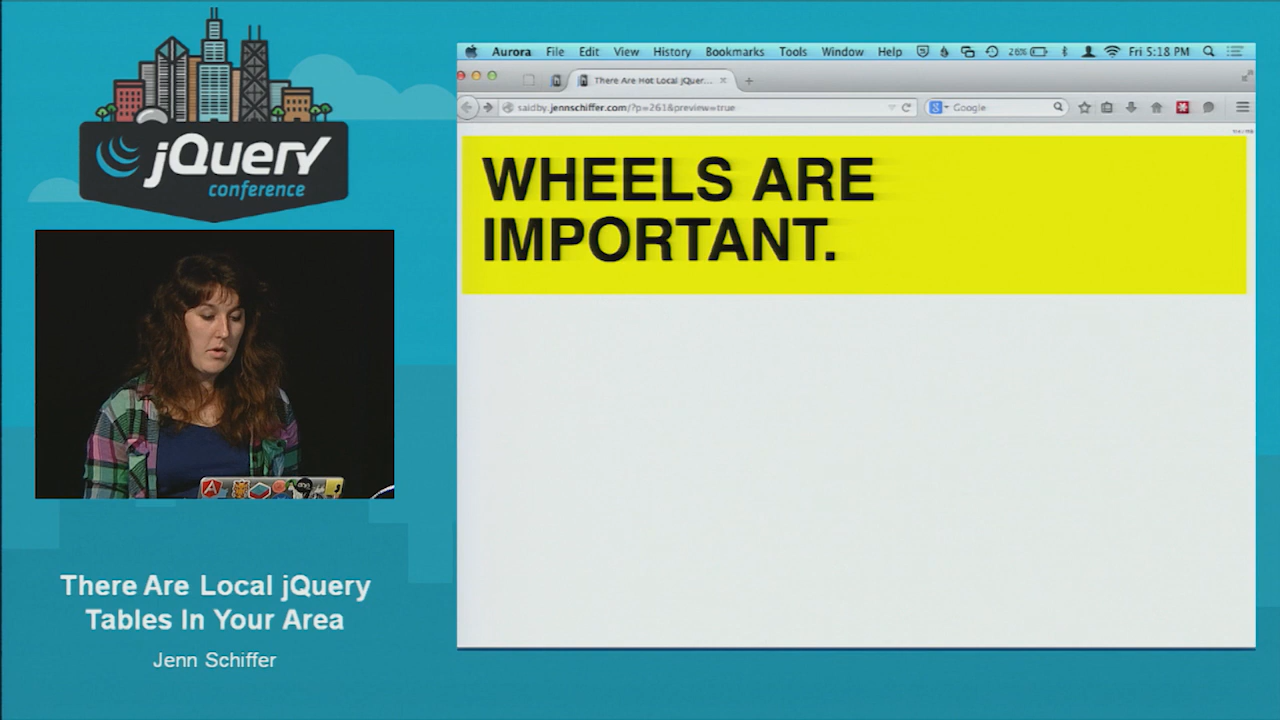 jQuery
conference
There Are Local jQuery
Tables In Your Area
Jenn Schiffer
Aurora File Edit View History Bookmarks Tools Window Help 26% Fri 5:18 PM
There Are Hot Local jQuer...
saidby.jennschiffer.com/?p=261&preview=true
Google
WHEELS ARE
IMPORTANT.